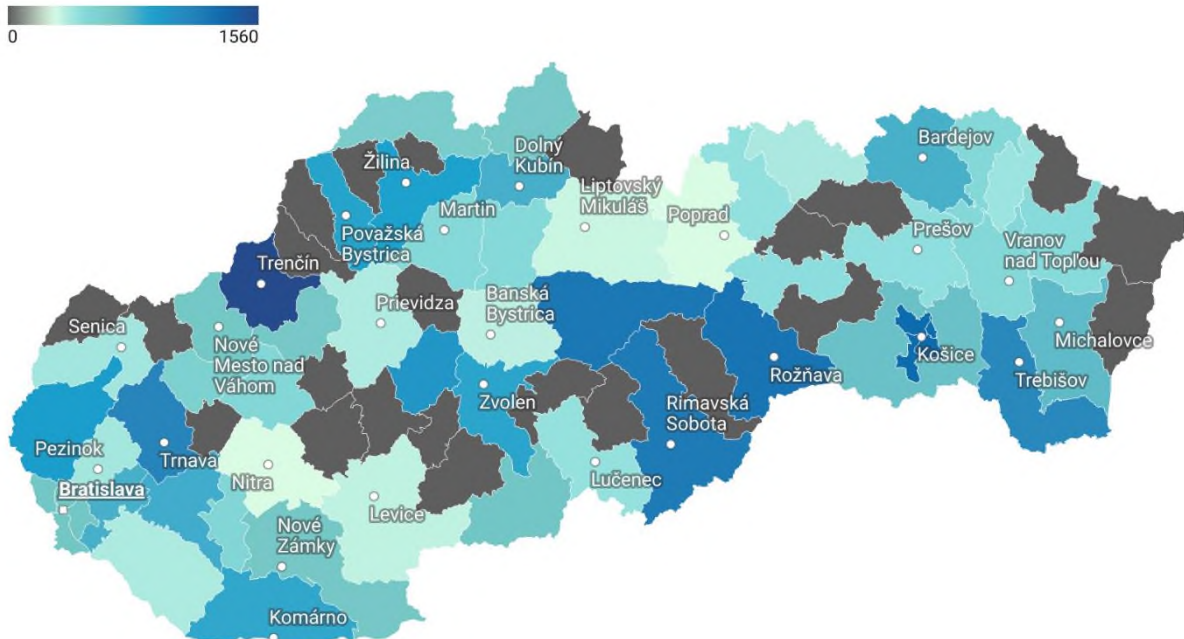 0 1560
Bardejov
Dolný
Kubín
Žilina
Liptovský
Mikuláš
Martin
Poprad
Považská
Bystrica
Prešov
Vranov
nad Topľou
Trenčín
Prievidza
Banská
Bystrica
Senica
Nové
Mesto nad
Váhom
Michalovce
Košice
Rožňava
Trebišov
Zvolen
Rimavská
Sobota
Pezinok
Trnava
Nitra
Lučenec
Bratislava
Levice
Nové
Zámky
Komárno